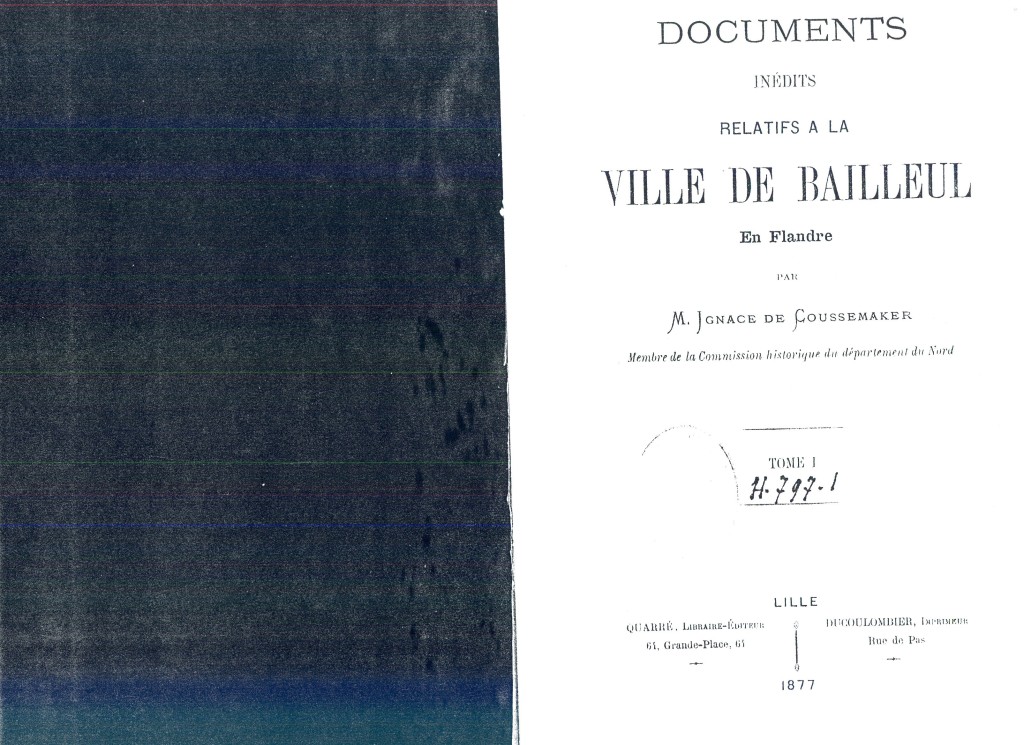 DOCUMENTS
INÉDITS
RELATIFS A LA
VILLE DE BAILLEUL
En Flandre
PAR
M. IGNACE DE COUSSEMAKER
Membre de la Commission historique du département du Nord
TOME I
H-797-1
LILLE
QUARRÉ, LIBRAIRE-ÉDITEUR
64, Grande-Place, 64
DUCOULOMBIER, IMPRIMEUR
Rue de Pas
1877